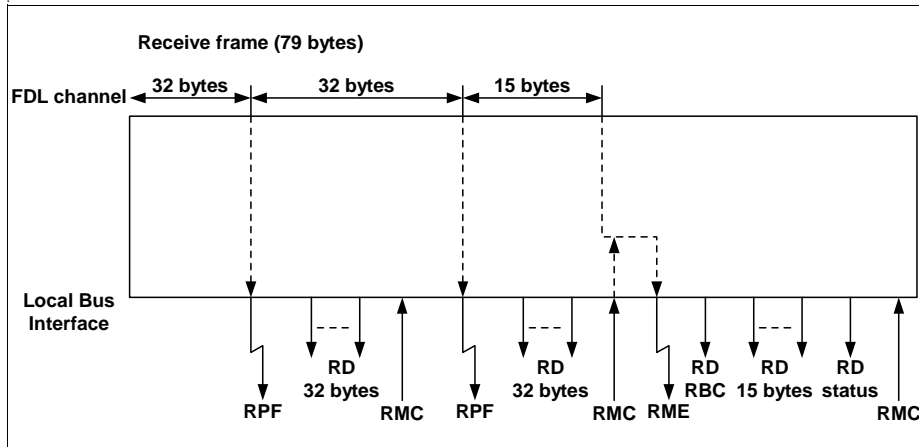 Receive frame (79 bytes)
32 bytes 32 bytes 15 bytes
FDL channel
Local Bus
Interface
RD RD RD RD RD
32 bytes 32 bytes RBC 15 bytes status
RPF RMC RPF RMC RME RMC